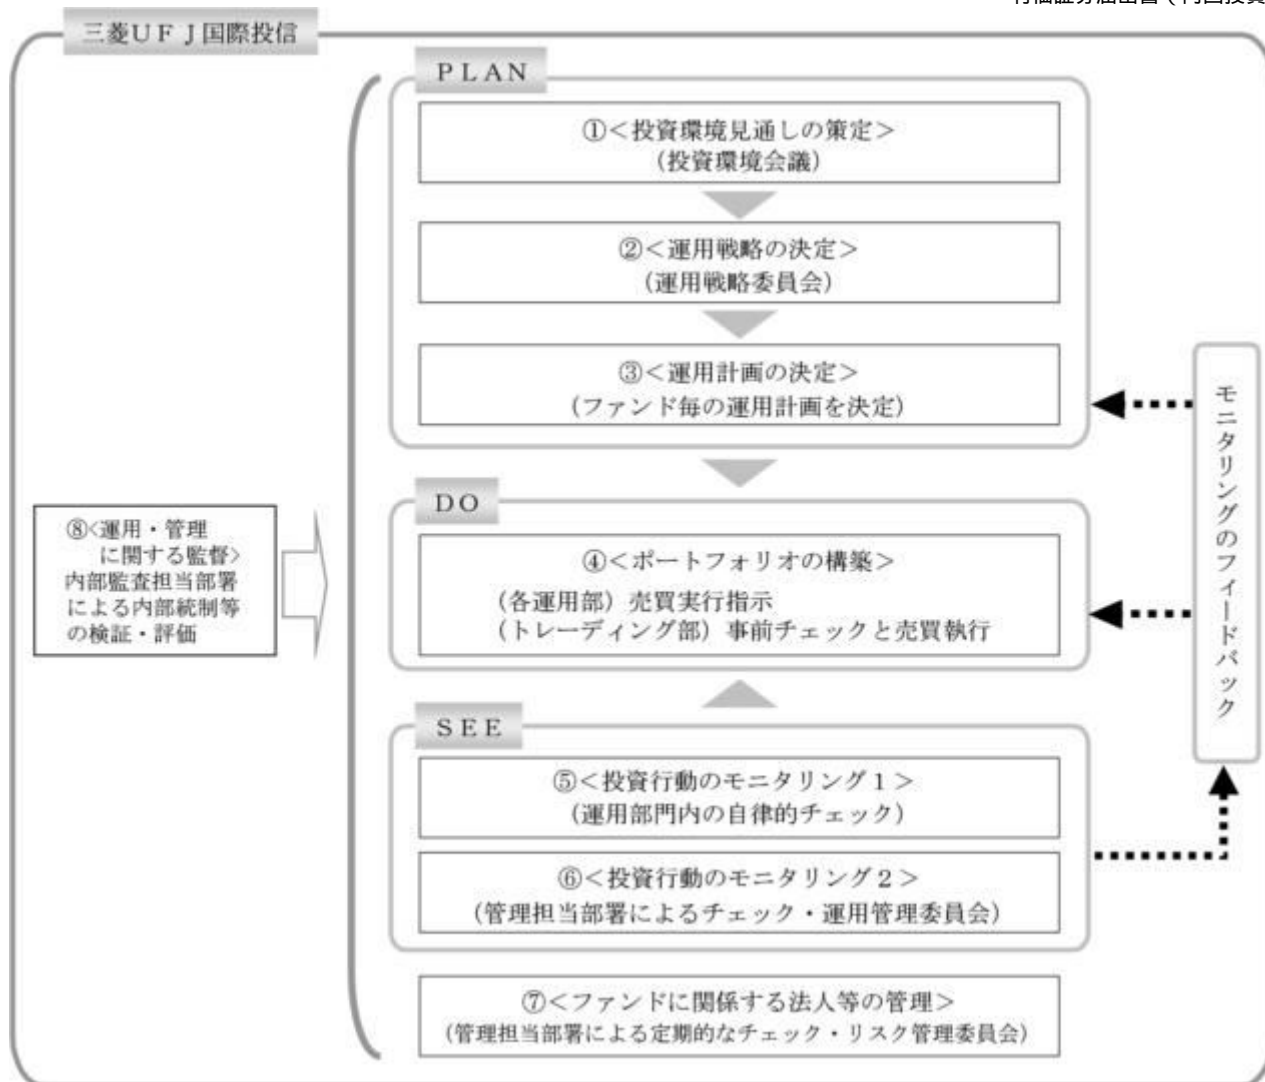 三菱ＵＦＪ国際投信
ＰＬＡＮ
①＜投資環境見通しの策定＞
（投資環境会議）
②＜運用戦略の決定＞
（運用戦略委員会）
③＜運用計画の決定＞
（ファンド毎の運用計画を決定）
ＤＯ
④＜ポートフォリオの構築＞
（各運用部）売買実行指示
（トレーディング部）事前チェックと売買執行
ＳＥＥ
⑤＜投資行動のモニタリング１＞
（運用部門内の自律的チェック）
⑥＜投資行動のモニタリング２＞
（管理担当部署によるチェック・運用管理委員会）
⑦＜ファンドに関係する法人等の管理＞
（管理担当部署による定期的なチェック・リスク管理委員会）
⑧＜運用・管理
に関する監督＞
内部監査担当部署
による内部統制等
の検証・評価
モニタリングのフィードバック